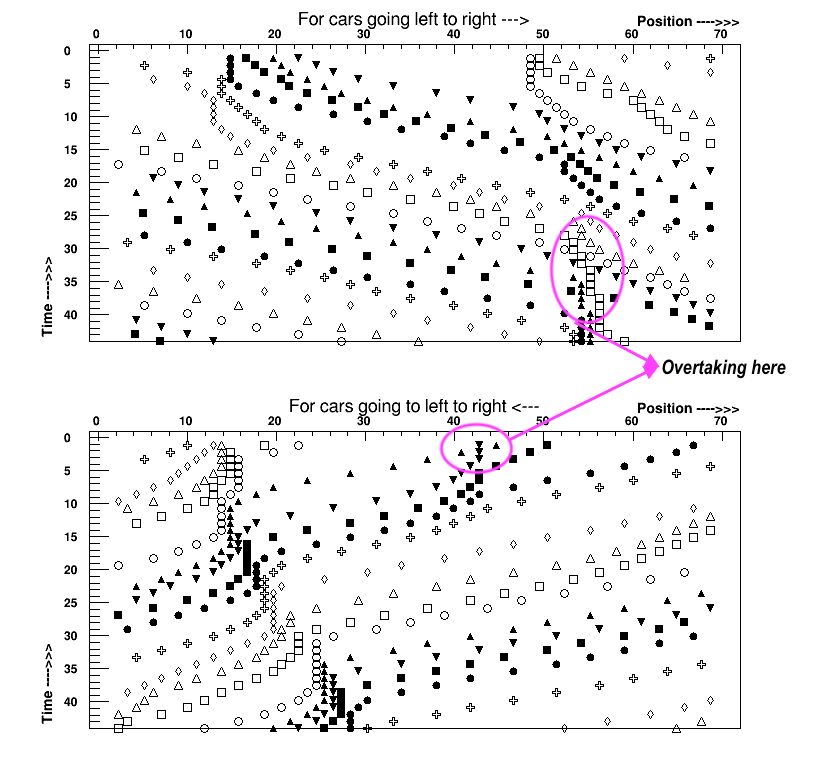 For cars going left to right --->
Position ---->>>
0 10 20 30 40 50 60 70
0
5
10
15
20
25
30
35
40
Time ---->>>
Overtaking here
For cars going to left to right <---
Position ---->>>
0 10 20 30 40 50 60 70
0
5
10
15
20
25
30
35
40
Time ---->>>